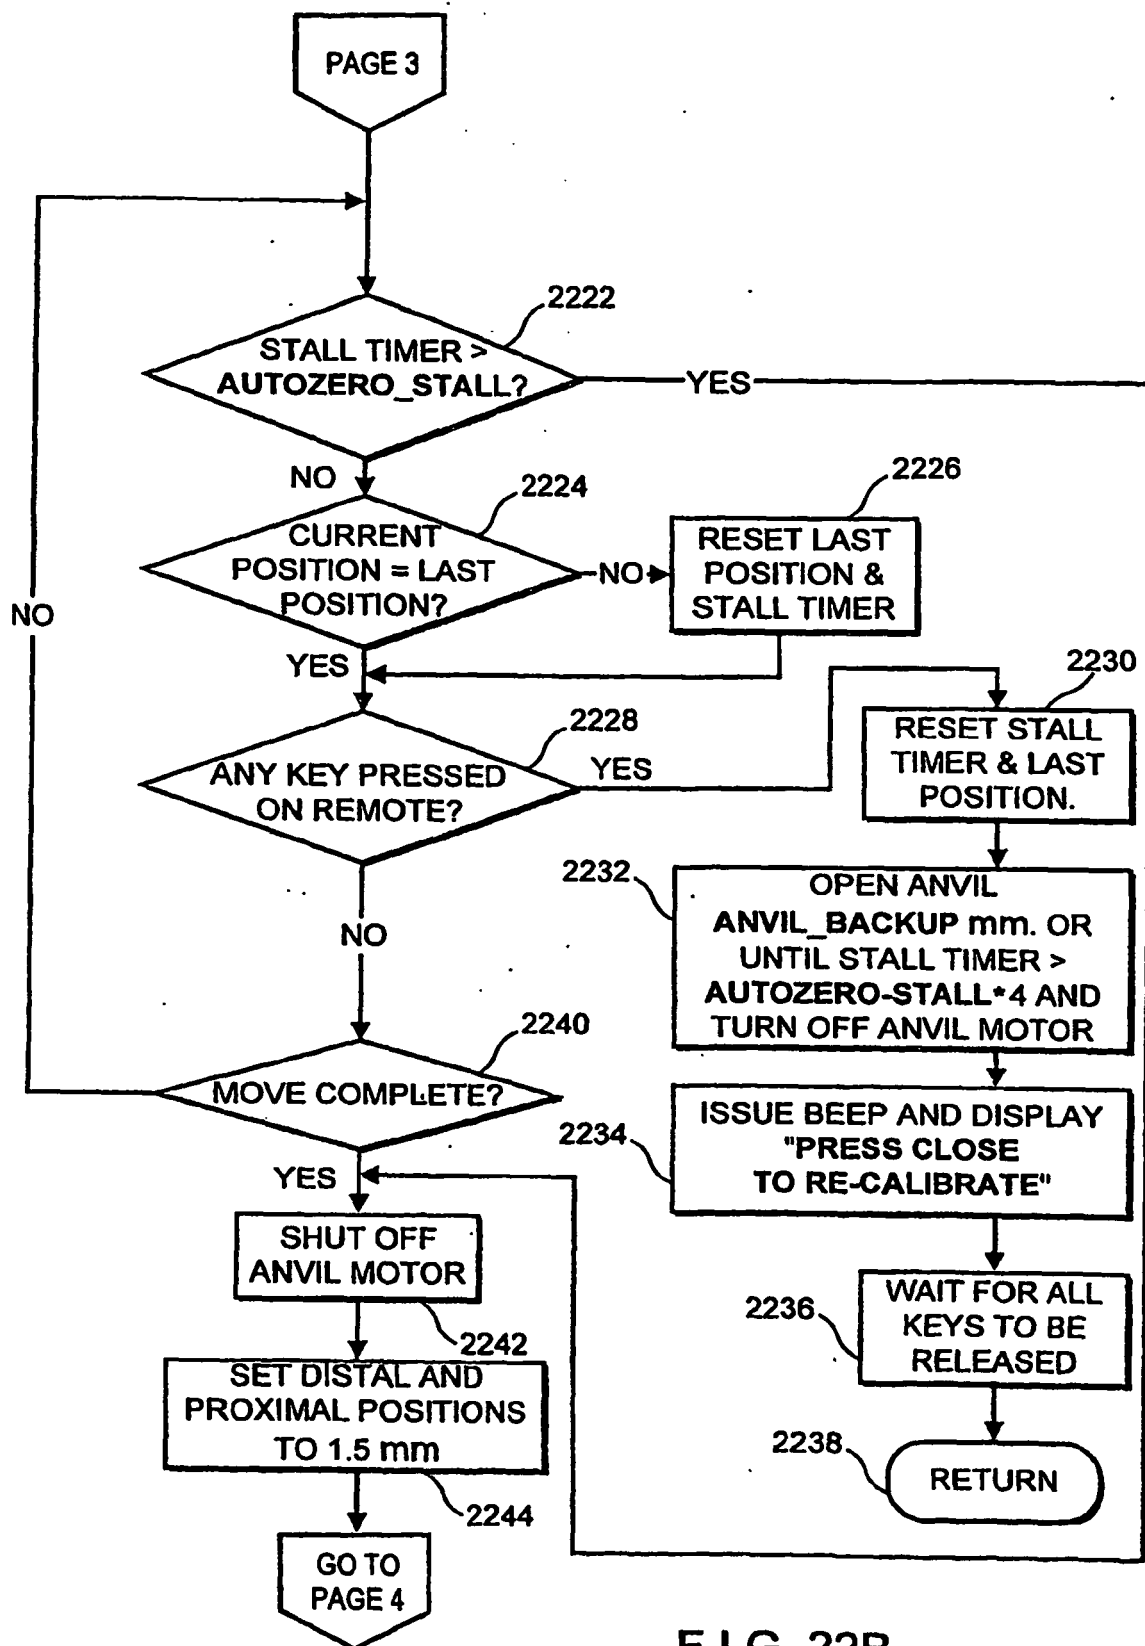 PAGE 3
2222
STALL TIMER >
AUTOZERO_STALL?
YES
NO
2224
2226
CURRENT
POSITION = LAST
POSITION?
NO
RESET LAST
POSITION &
STALL TIMER
NO
YES
2228
2230
ANY KEY PRESSED
ON REMOTE?
YES
RESET STALL
TIMER & LAST
POSITION.
2232
OPEN ANVIL
ANVIL_BACKUP mm. OR
UNTIL STALL TIMER >
AUTOZERO-STALL*4 AND
TURN OFF ANVIL MOTOR
NO
2240
MOVE COMPLETE?
2234
ISSUE BEEP AND DISPLAY
"PRESS CLOSE
TO RE-CALIBRATE"
YES
SHUT OFF
ANVIL MOTOR
2242
2236
WAIT FOR ALL
KEYS TO BE
RELEASED
SET DISTAL AND
PROXIMAL POSITIONS
TO 1.5 mm
2244
2238
RETURN
GO TO
PAGE 4
FIG. 22B